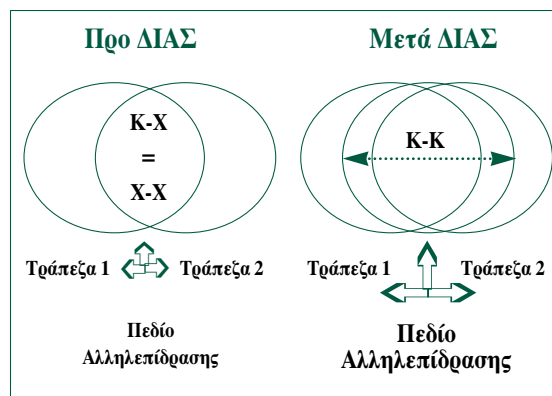 Προ ΔΙΑΣ
Κ-Χ
=
Χ-Χ
Τράπεζα 1 Τράπεζα 2
Πεδίο
Αλληλεπίδρασης
Μετά ΔΙΑΣ
Κ-Κ
Τράπεζα 1 Τράπεζα 2
Πεδίο
Αλληλεπίδρασης